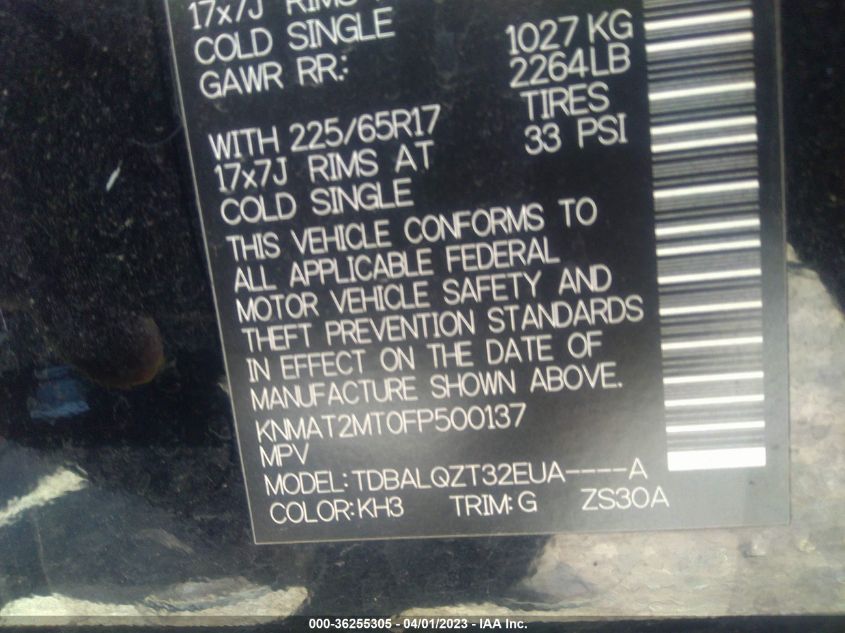 17x7J RIMS
COLD SINGLE 1027 KG
GAWR RR.: 2264LB
WITH 225/65R17 TIRES
17x7J RIMS AT 33 PSI
COLD SINGLE
THIS VEHICLE CONFORMS TO
ALL APPLICABLE FEDERAL
MOTOR VEHICLE SAFETY AND
THEFT PREVENTION STANDARDS
IN EFFECT ON THE DATE OF
MANUFACTURE SHOWN ABOVE.
KNMAT2MT0FP500137
MPV
MODEL: TDBALQZT32EUA----A
COLOR: KH3 TRIM: G ZS30A
000-36255305 - 04/01/2023 - IAA Inc.